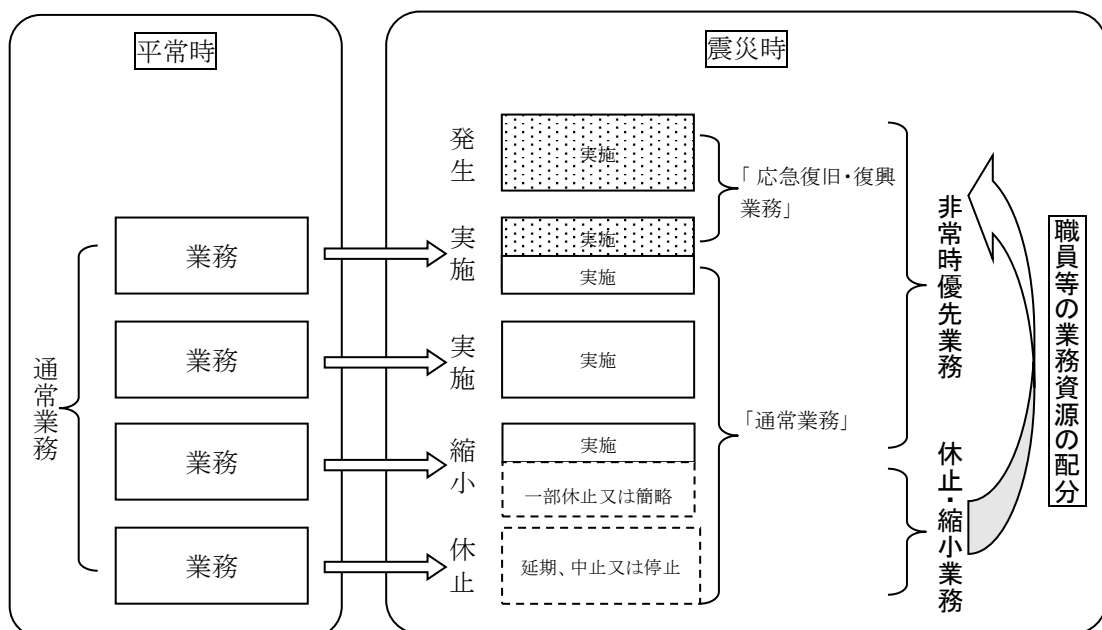 平常時
通常業務
業務
業務
業務
業務
震災時
発生
実施
実施
縮小
休止
実施
実施
実施
実施
実施
一部休止又は簡略
延期、中止又は停止
「応急復旧・復興
業務」
「通常業務」
非常時優先業務
休止・縮小業務
職員等の業務資源の配分